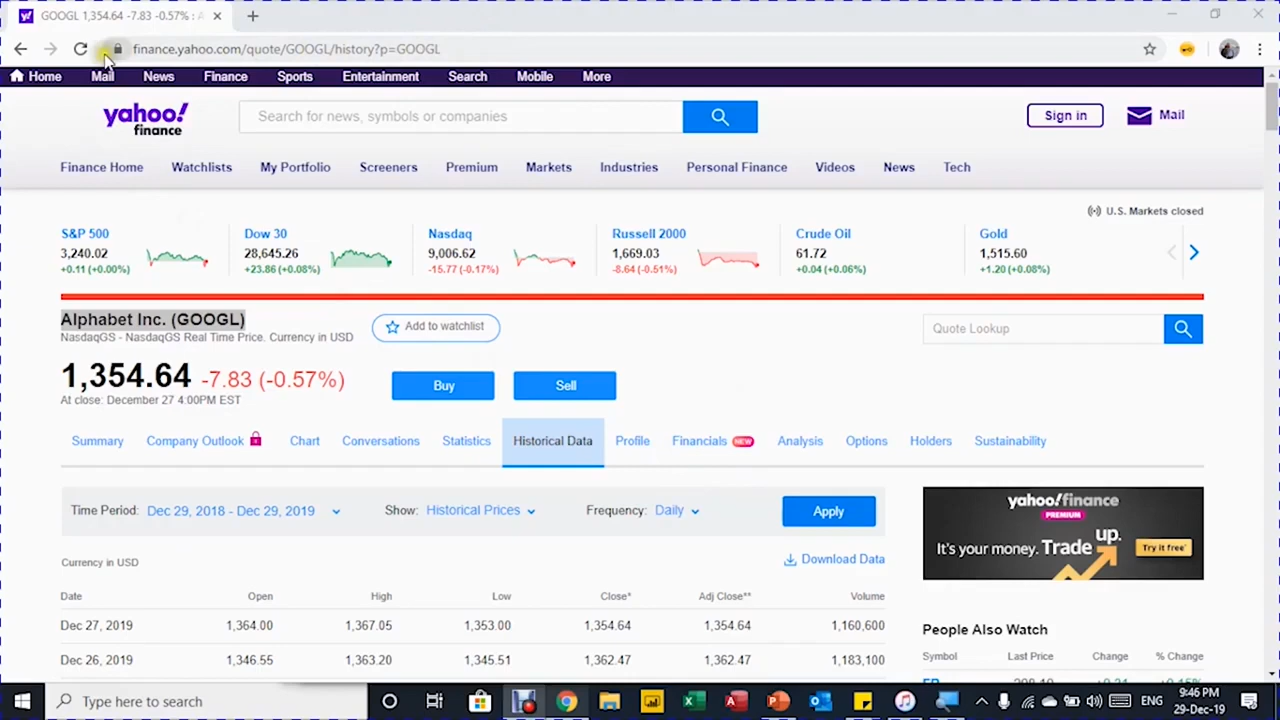 GOOGL 1,354.64 -7.83 -0.57% : A
finance.yahoo.com/quote/GOOGL/history?p=GOOGL
Home Mail News Finance Sports Entertainment Search Mobile More
yahoo!
finance
Search for news, symbols or companies
Sign in
Mail
Finance Home Watchlists My Portfolio Screeners Premium Markets Industries Personal Finance Videos News Tech
U.S. Markets closed
S&P 500 Dow 30 Nasdaq Russell 2000 Crude Oil Gold
3,240.02 28,645.26 9,006.62 1,669.03 61.72 1,515.60
+0.11 (+0.00%) +23.86 (+0.08%) -15.77 (-0.17%) -8.64 (-0.51%) +0.04 (+0.06%) +1.20 (+0.08%)
Alphabet Inc. (GOOGL)
Add to watchlist
Quote Lookup
NasdaqGS - NasdaqGS Real Time Price. Currency in USD
1,354.64 -7.83 (-0.57%)
Buy Sell
At close: December 27 4:00PM EST
Summary Company Outlook Chart Conversations Statistics Historical Data Profile Financials NEW Analysis Options Holders Sustainability
Time Period: Dec 29, 2018 - Dec 29, 2019 Show: Historical Prices Frequency: Daily Apply
yahoo!finance
PREMIUM
It's your money. Trade up.
Try it free*
Currency in USD
Download Data
Date Open High Low Close* Adj Close** Volume
Dec 27, 2019 1,364.00 1,367.05 1,353.00 1,354.64 1,354.64 1,160,600
Dec 26, 2019 1,346.55 1,363.20 1,345.51 1,362.47 1,362.47 1,183,100
People Also Watch
Symbol Last Price Change % Change
Type here to search
ENG
9:46 PM
29-Dec-19